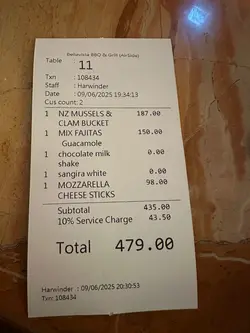 Bellavista BBQ & Grill (AirSide)
Table : 11
Txn : 108434
Staff : Harwinder
Date : 09/06/2025 19:34:13
Cus count: 2
1 NZ MUSSELS & 187.00
CLAM BUCKET
1 MIX FAJITAS 150.00
Guacamole
1 chocolate milk 0.00
shake
1 sangira white 0.00
1 MOZZARELLA 98.00
CHEESE STICKS
Subtotal 435.00
10% Service Charge 43.50
Total 479.00
Harwinder : 09/06/2025 20:30:53
Txn: 108434